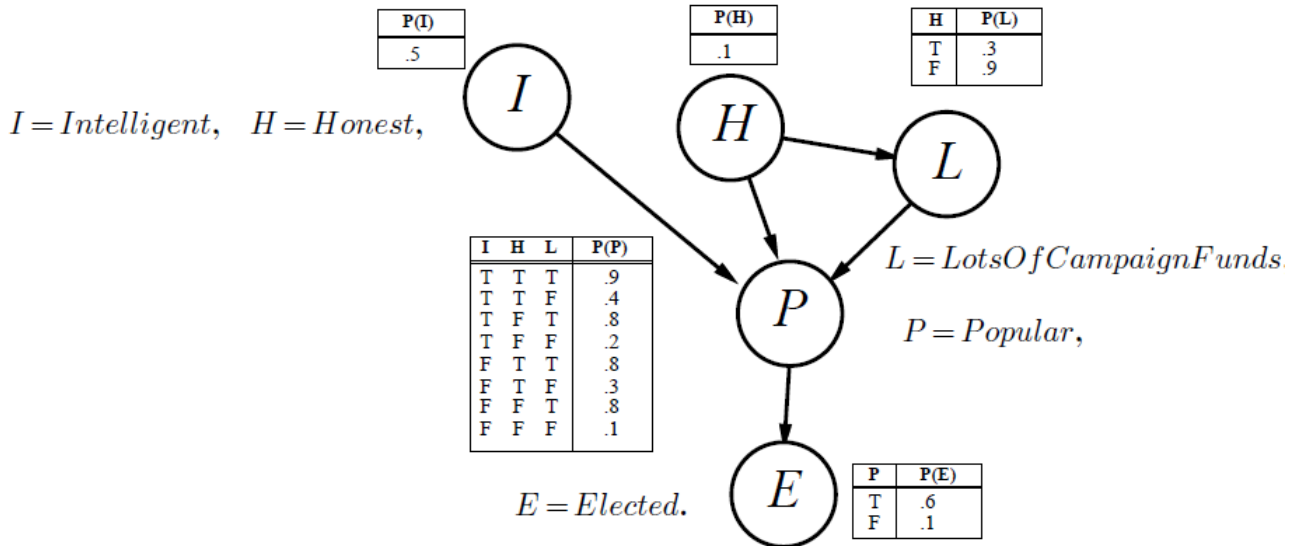 P(I)
.5
P(H)
.1
H P(L)
T .3
F .9
I = Intelligent, H = Honest,
I
H
L
I H L P(P)
T T T .9
T T F .4
T F T .8
T F F .2
F T T .8
F T F .3
F F T .8
F F F .1
L = LotsOfCampaignFunds.
P
P = Popular,
E = Elected.
E
P P(E)
T .6
F .1